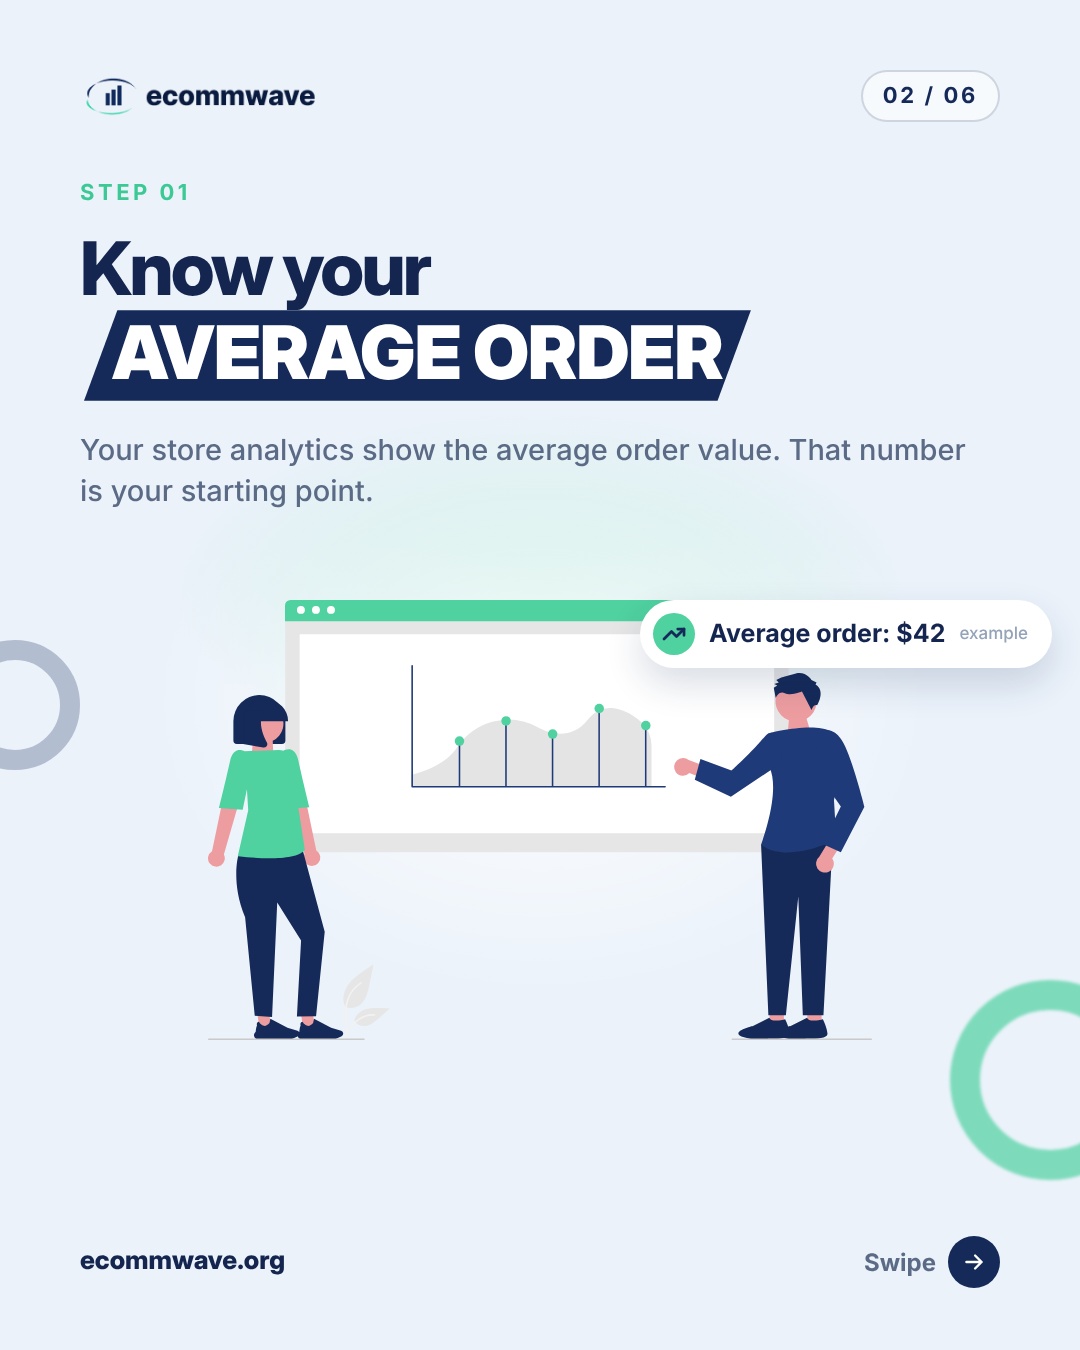 ecommwave
02 / 06
STEP 01
Know your
AVERAGE ORDER
Your store analytics show the average order value. That number
is your starting point.
Average order: $42 example
ecommwave.org
Swipe